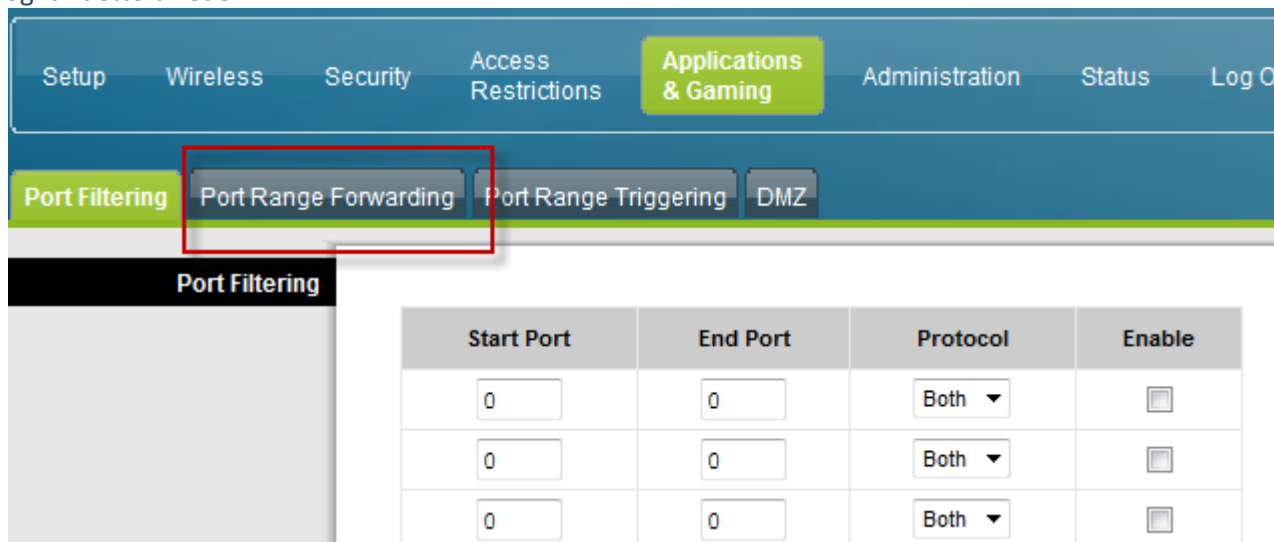 Setup Wireless Security Access Restrictions Applications & Gaming Administration Status Log O
Port Filtering Port Range Forwarding Port Range Triggering DMZ
Port Filtering
Start Port End Port Protocol Enable
0 0 Both
0 0 Both
0 0 Both